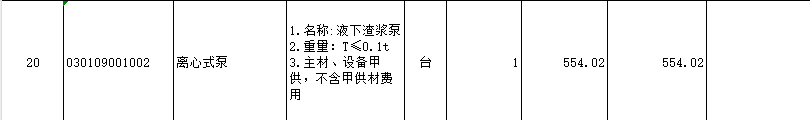 20
030109001002
离心式泵
1.名称:液下渣浆泵
2.重量：T≤0.1t
3.主材、设备甲
供，不含甲供材费
用
台
1
554.02
554.02